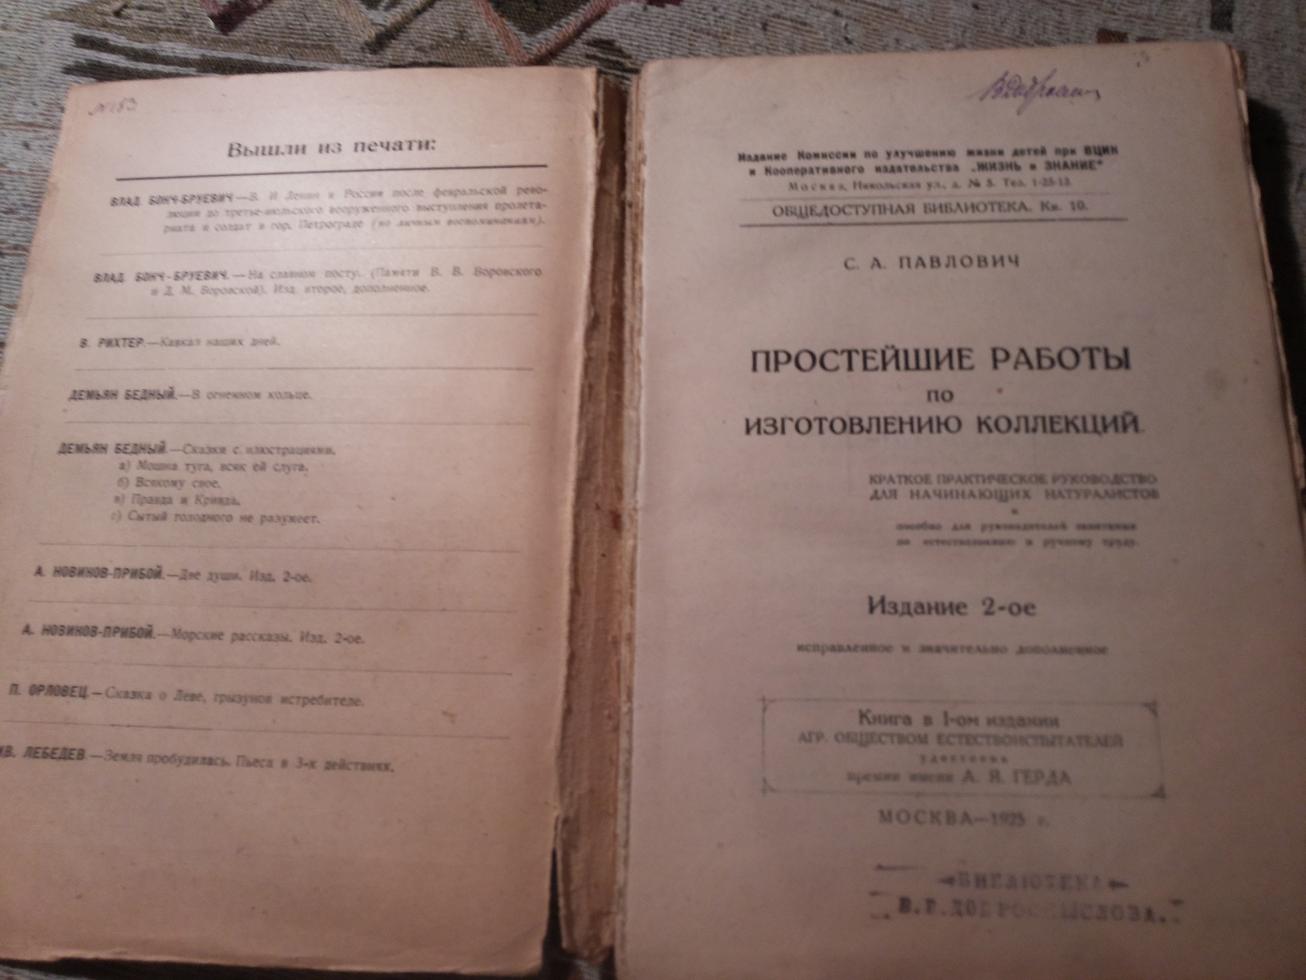 № 183
Вышли из печати:
ВЛАД. БОНЧ-БРУЕВИЧ—В. И Ленин в России после февральской рево-
люции до третье-июльского вооруженного выступления пролета-
риата и солдат в гор. Петрограде (по личным воспоминаниям).
ВЛАД. БОНЧ-БРУЕВИЧ.—На славном посту. (Памяти В. В. Воровского
и Д. М. Воровской). Изд. второе, дополненное.
В. РИХТЕР.—Кавказ наших дней.
ДЕМЬЯН БЕДНЫЙ.—В огненном кольце.
ДЕМЬЯН БЕДНЫЙ.—Сказки с иллюстрациями.
а) Мошна туга, всяк ей слуга.
б) Всякому свое.
в) Правда и Кривда.
г) Сытый голодного не разумеет.
А. НОВИКОВ-ПРИБОЙ.—Две души. Изд. 2-ое.
А. НОВИКОВ-ПРИБОЙ.—Морские рассказы. Изд. 2-ое.
П. ОРЛОВЕЦ.—Сказка о Леве, грызунов истребителе.
ИВ. ЛЕБЕДЕВ—Земля пробудилась. Пьеса в 3-х действиях.
Издание Комиссии по улучшению жизни детей при ВЦИК
и Кооперативного издательства „ЖИЗНЬ и ЗНАНИЕ“
Москва, Никольская ул., д. № 5. Тел. 1-25-13
ОБЩЕДОСТУПНАЯ БИБЛИОТЕКА. Кн. 10.
С. А. ПАВЛОВИЧ
ПРОСТЕЙШИЕ РАБОТЫ
ПО
ИЗГОТОВЛЕНИЮ КОЛЛЕКЦИЙ
КРАТКОЕ ПРАКТИЧЕСКОЕ РУКОВОДСТВО
ДЛЯ НАЧИНАЮЩИХ НАТУРАЛИСТОВ
и
пособие для руководителей занятиями
по естествознанию и ручному труду.
Издание 2-ое
исправленное и значительно дополненное
Книга в 1-ом издании
АГР. ОБЩЕСТВОМ ЕСТЕСТВОИСПЫТАТЕЛЕЙ
удостоена
премии имени А. Я. ГЕРДА
МОСКВА—1925 г.
БИБЛИОТЕКА
В. Г. ДОБРОСМЫСЛОВА.